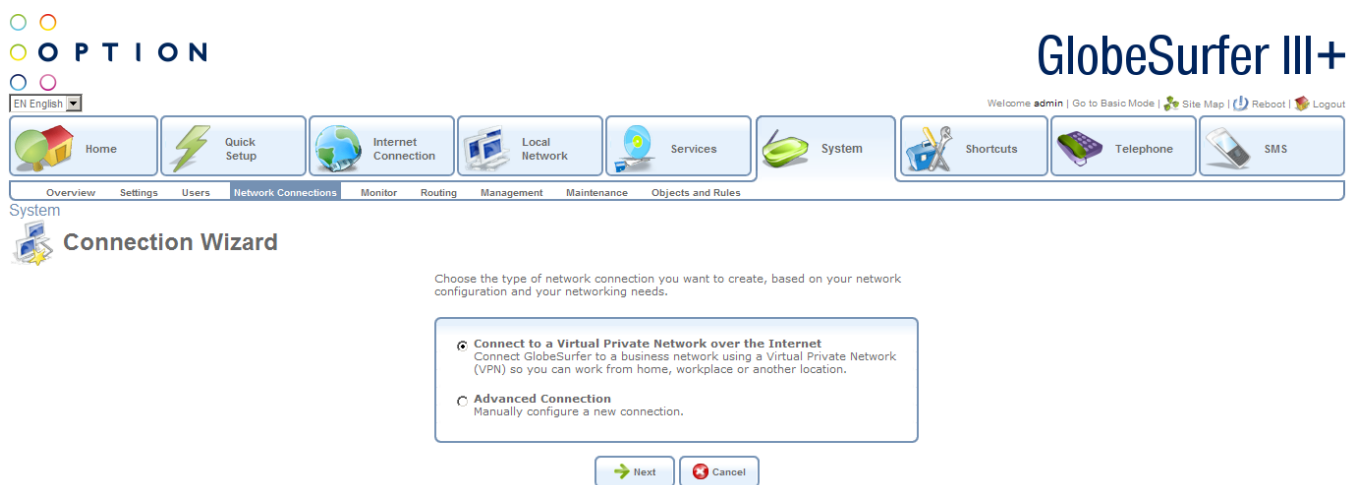 OPTION
GlobeSurfer III+
EN English
Welcome admin | Go to Basic Mode | Site Map | Reboot | Logout
Home
Quick Setup
Internet Connection
Local Network
Services
System
Shortcuts
Telephone
SMS
Overview Settings Users Network Connections Monitor Routing Management Maintenance Objects and Rules
System
Connection Wizard
Choose the type of network connection you want to create, based on your network
configuration and your networking needs.
Connect to a Virtual Private Network over the Internet
Connect GlobeSurfer to a business network using a Virtual Private Network
(VPN) so you can work from home, workplace or another location.
Advanced Connection
Manually configure a new connection.
Next Cancel